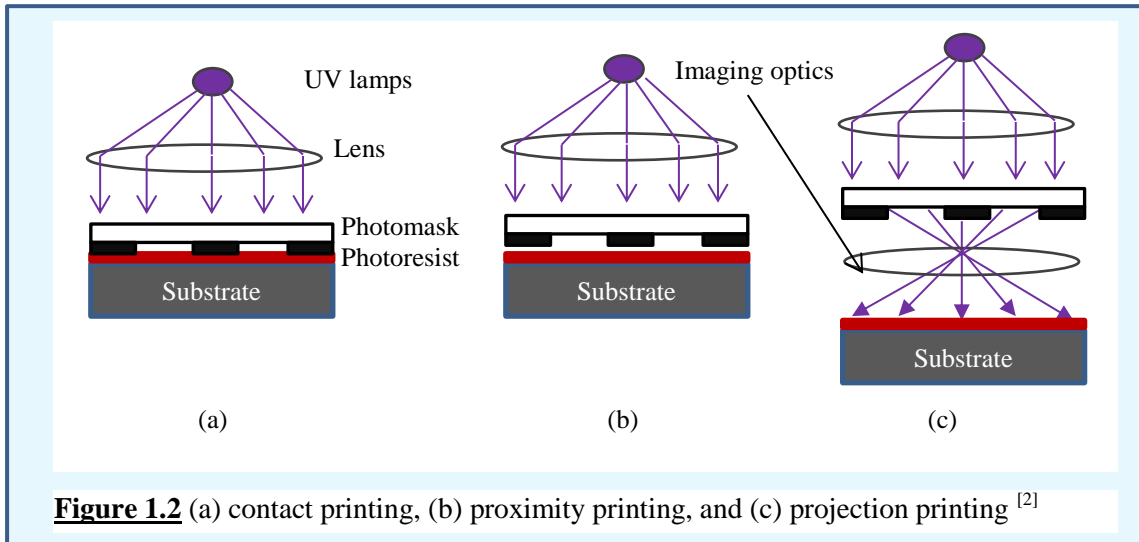 UV lamps
Lens
Photomask
Photoresist
Substrate
(a)
(b)
Imaging optics
Substrate
(c)
Figure 1.2 (a) contact printing, (b) proximity printing, and (c) projection printing [2]